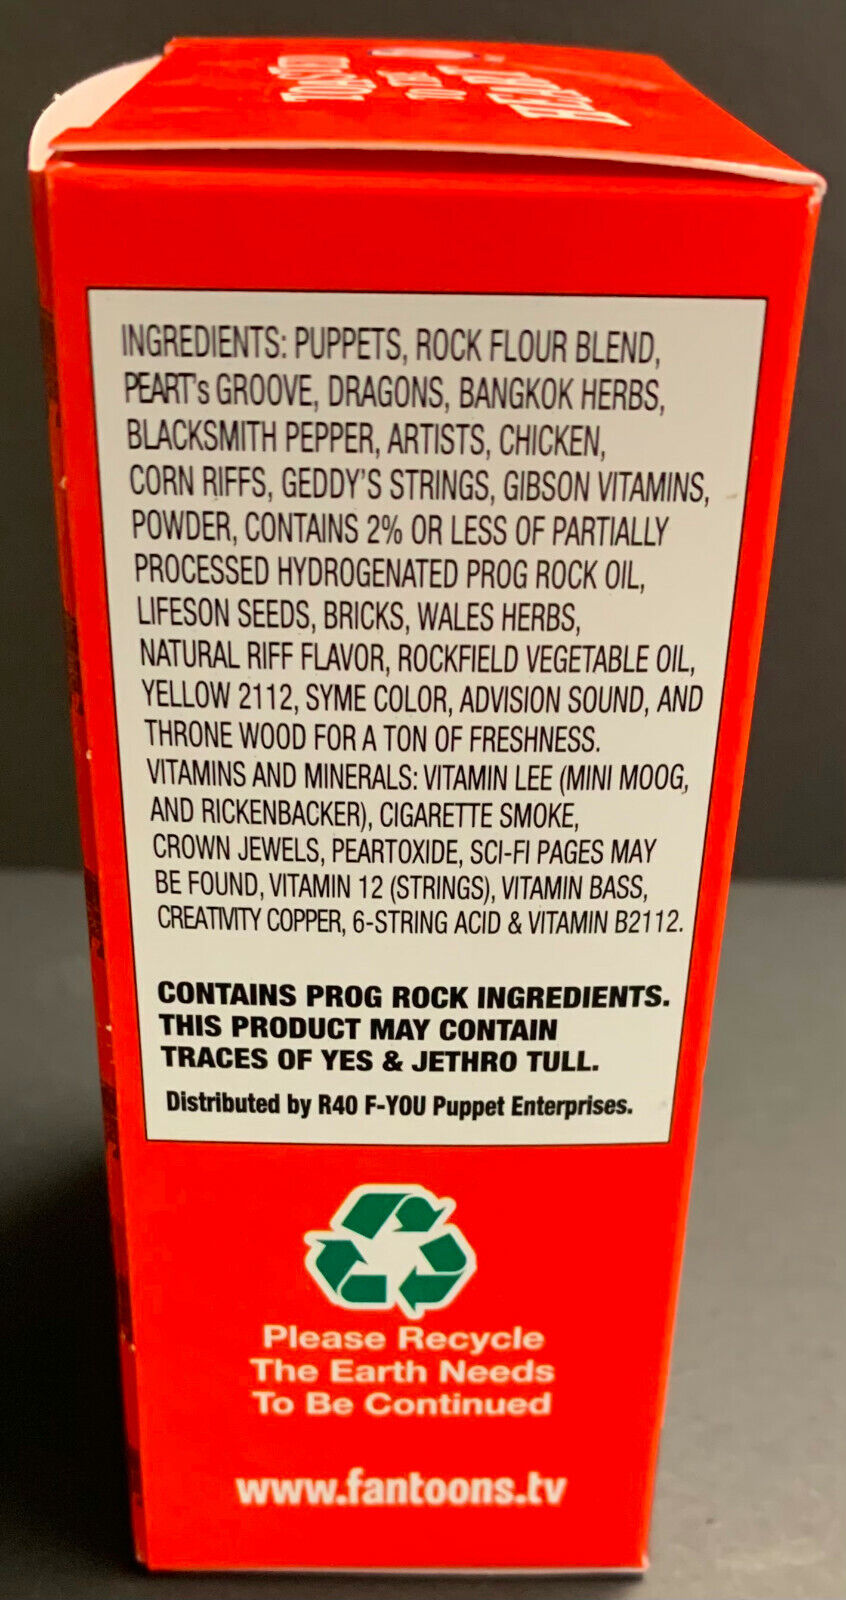 INGREDIENTS: PUPPETS, ROCK FLOUR BLEND,
PEART's GROOVE, DRAGONS, BANGKOK HERBS,
BLACKSMITH PEPPER, ARTISTS, CHICKEN,
CORN RIFFS, GEDDY'S STRINGS, GIBSON VITAMINS,
POWDER, CONTAINS 2% OR LESS OF PARTIALLY
PROCESSED HYDROGENATED PROG ROCK OIL,
LIFESON SEEDS, BRICKS, WALES HERBS,
NATURAL RIFF FLAVOR, ROCKFIELD VEGETABLE OIL,
YELLOW 2112, SYME COLOR, ADVISION SOUND, AND
THRONE WOOD FOR A TON OF FRESHNESS.
VITAMINS AND MINERALS: VITAMIN LEE (MINI MOOG,
AND RICKENBACKER), CIGARETTE SMOKE,
CROWN JEWELS, PEARTOXIDE, SCI-FI PAGES MAY
BE FOUND, VITAMIN 12 (STRINGS), VITAMIN BASS,
CREATIVITY COPPER, 6-STRING ACID & VITAMIN B2112.
CONTAINS PROG ROCK INGREDIENTS.
THIS PRODUCT MAY CONTAIN
TRACES OF YES & JETHRO TULL.
Distributed by R40 F-YOU Puppet Enterprises.
Please Recycle
The Earth Needs
To Be Continued
www.fantoons.tv